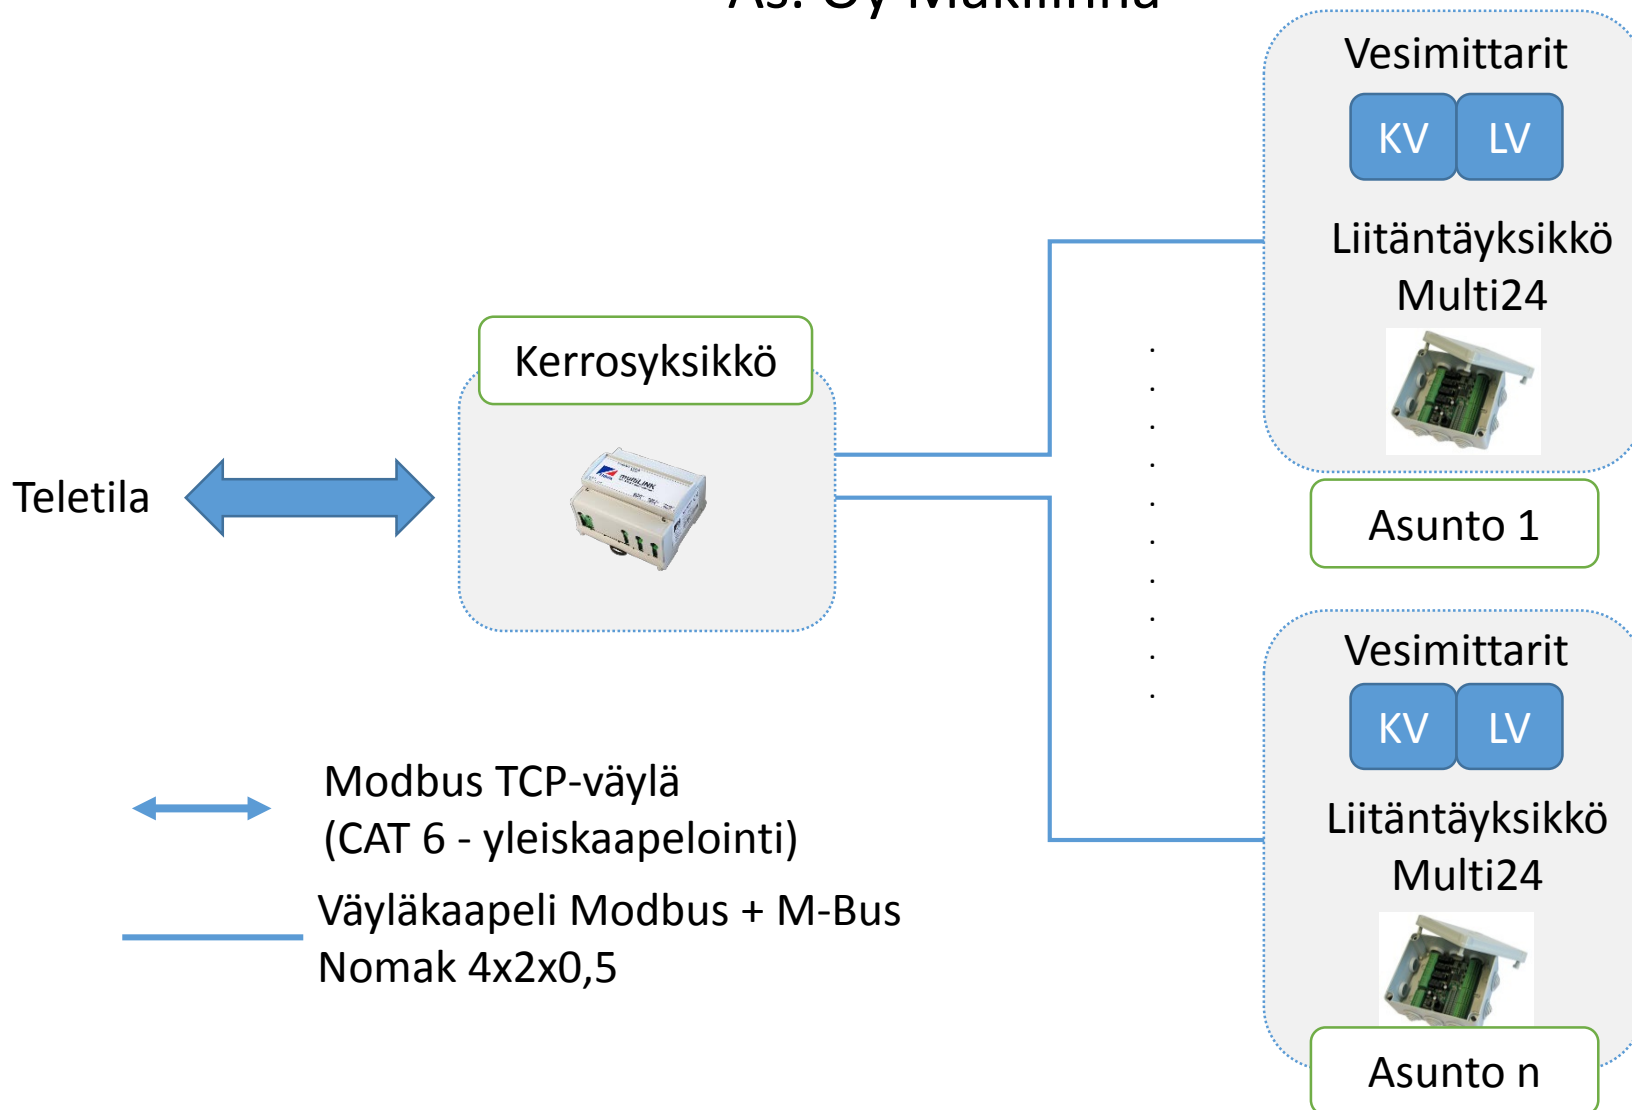 Vesimittarit
KV LV
Liitäntäyksikkö
Multi24
Asunto 1
Kerrosyksikkö
multiLINK
Teletila
Vesimittarit
KV LV
Liitäntäyksikkö
Multi24
Asunto n
Modbus TCP-väylä
(CAT 6 - yleiskaapelointi)
Väyläkaapeli Modbus + M-Bus
Nomak 4x2x0,5